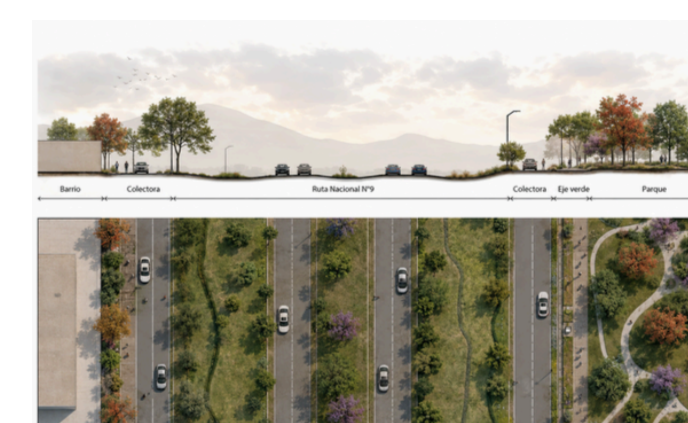 Barrio
Colectora
Ruta Nacional N°9
Colectora
Eje verde
Parque